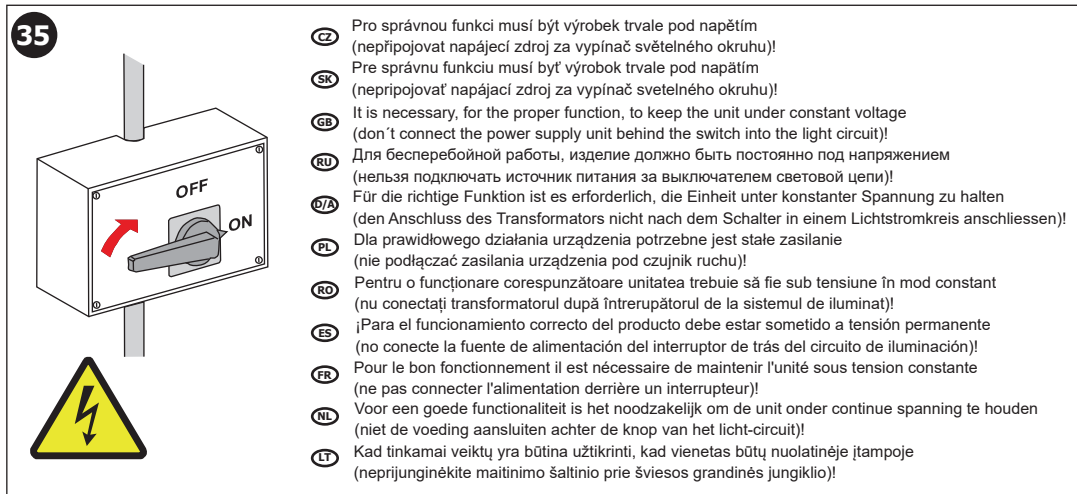 35
OFF
ON
CZ Pro správnou funkci musí být výrobek trvale pod napětím
(nepřipojovat napájecí zdroj za vypínač světelného okruhu)!
SK Pre správnu funkciu musí byť výrobok trvale pod napätím
(nepripojovať napájací zdroj za vypínač svetelného okruhu)!
GB It is necessary, for the proper function, to keep the unit under constant voltage
(don´t connect the power supply unit behind the switch into the light circuit)!
RU Для бесперебойной работы, изделие должно быть постоянно под напряжением
(нельзя подключать источник питания за выключателем световой цепи)!
D/A Für die richtige Funktion ist es erforderlich, die Einheit unter konstanter Spannung zu halten
(den Anschluss des Transformators nicht nach dem Schalter in einem Lichtstromkreis anschliessen)!
PL Dla prawidłowego działania urządzenia potrzebne jest stałe zasilanie
(nie podłączać zasilania urządzenia pod czujnik ruchu)!
RO Pentru o funcționare corespunzătoare unitatea trebuie să fie sub tensiune în mod constant
(nu conectați transformatorul după întrerupătorul de la sistemul de iluminat)!
ES ¡Para el funcionamiento correcto del producto debe estar sometido a tensión permanente
(no conecte la fuente de alimentación del interruptor de trás del circuito de iluminación)!
FR Pour le bon fonctionnement il est nécessaire de maintenir l'unité sous tension constante
(ne pas connecter l'alimentation derrière un interrupteur)!
NL Voor een goede functionaliteit is het noodzakelijk om de unit onder continue spanning te houden
(niet de voeding aansluiten achter de knop van het licht-circuit)!
LT Kad tinkamai veiktų yra būtina užtikrinti, kad vienetas būtų nuolatinėje įtampoje
(neprijunginėkite maitinimo šaltinio prie šviesos grandinės jungiklio)!